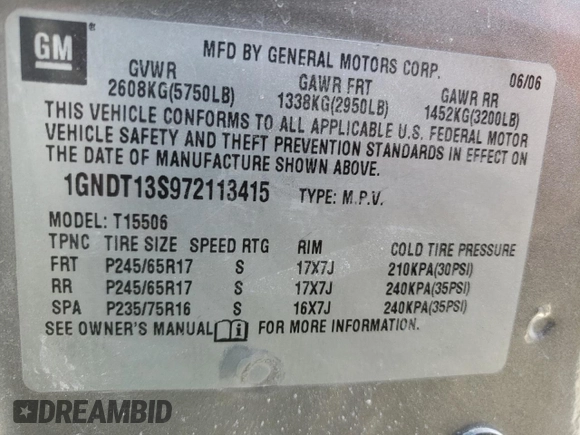 GM
MFD BY GENERAL MOTORS CORP. 06/06
GVWR GAWR FRT GAWR RR
2608KG(5750LB) 1338KG(2950LB) 1452KG(3200LB)
THIS VEHICLE CONFORMS TO ALL APPLICABLE U.S. FEDERAL MOTOR
VEHICLE SAFETY AND THEFT PREVENTION STANDARDS IN EFFECT ON
THE DATE OF MANUFACTURE SHOWN ABOVE.
1GNDT13S972113415 TYPE: M.P.V.
MODEL: T15506
TPNC TIRE SIZE SPEED RTG RIM COLD TIRE PRESSURE
FRT P245/65R17 S 17X7J 210KPA(30PSI)
RR P245/65R17 S 17X7J 240KPA(35PSI)
SPA P235/75R16 S 16X7J 240KPA(35PSI)
SEE OWNER'S MANUAL FOR MORE INFORMATION.
DREAMBID